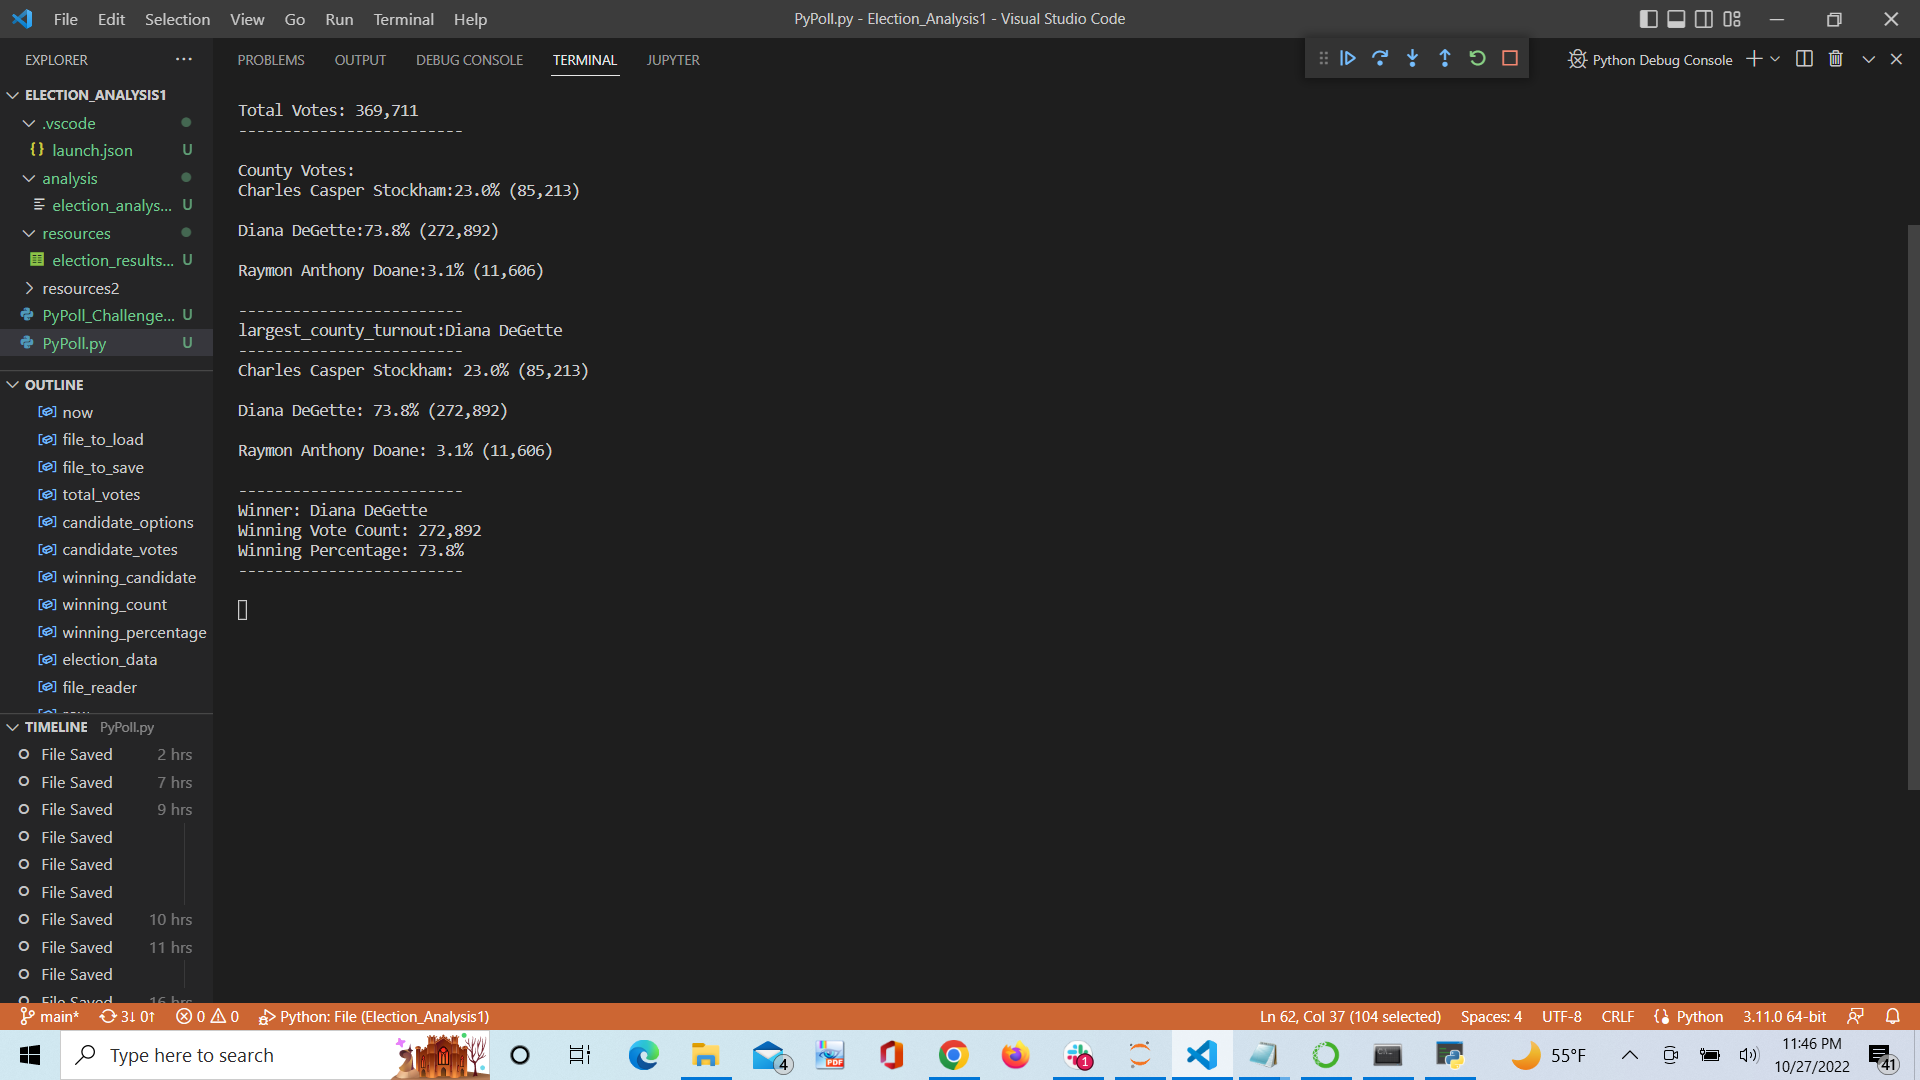 File Edit Selection View Go Run Terminal Help
PyPoll.py - Election_Analysis1 - Visual Studio Code
EXPLORER
PROBLEMS OUTPUT DEBUG CONSOLE TERMINAL JUPYTER
Python Debug Console
ELECTION_ANALYSIS1
.vscode
launch.json U
analysis
election_analys... U
resources
election_results... U
resources2
PyPoll_Challenge... U
PyPoll.py U
OUTLINE
now
file_to_load
file_to_save
total_votes
candidate_options
candidate_votes
winning_candidate
winning_count
winning_percentage
election_data
file_reader
TIMELINE PyPoll.py
File Saved 2 hrs
File Saved 7 hrs
File Saved 9 hrs
File Saved
File Saved
File Saved
File Saved 10 hrs
File Saved 11 hrs
File Saved
File Saved 16 hrs
Total Votes: 369,711
-------------------------
County Votes:
Charles Casper Stockham:23.0% (85,213)
Diana DeGette:73.8% (272,892)
Raymon Anthony Doane:3.1% (11,606)
-------------------------
largest_county_turnout:Diana DeGette
-------------------------
Charles Casper Stockham: 23.0% (85,213)
Diana DeGette: 73.8% (272,892)
Raymon Anthony Doane: 3.1% (11,606)
-------------------------
Winner: Diana DeGette
Winning Vote Count: 272,892
Winning Percentage: 73.8%
-------------------------
main* 3↓ 0↑ 0 0 Python: File (Election_Analysis1)
Ln 62, Col 37 (104 selected) Spaces: 4 UTF-8 CRLF Python 3.11.0 64-bit
Type here to search
4
PDF
1
55°F
11:46 PM
10/27/2022
41